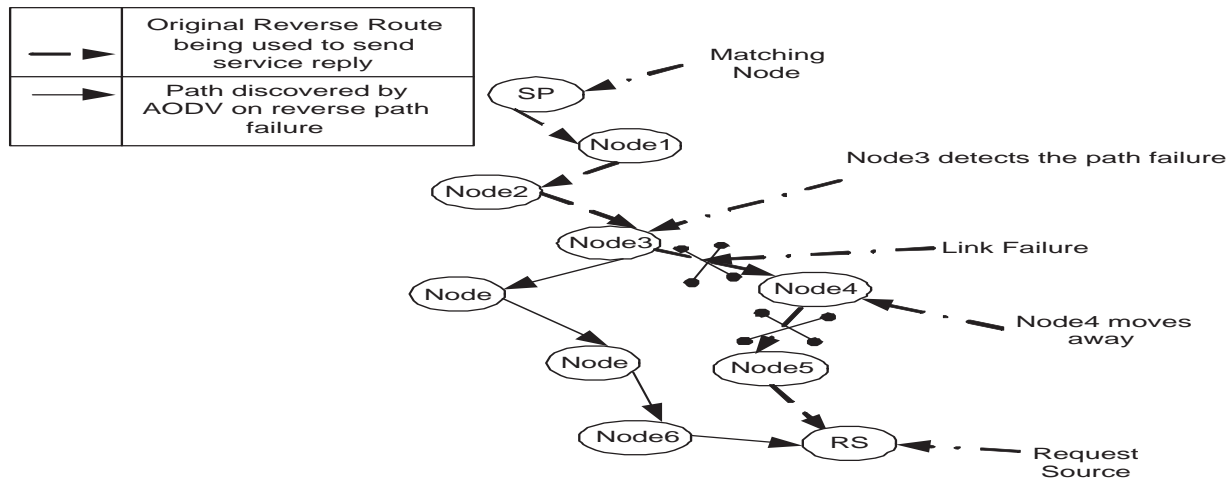 Original Reverse Route
being used to send
service reply
Path discovered by
AODV on reverse path
failure
Matching
Node
SP
Node1
Node3 detects the path failure
Node2
Node3
Link Failure
Node
Node4
Node4 moves
away
Node
Node5
Node6
RS
Request
Source